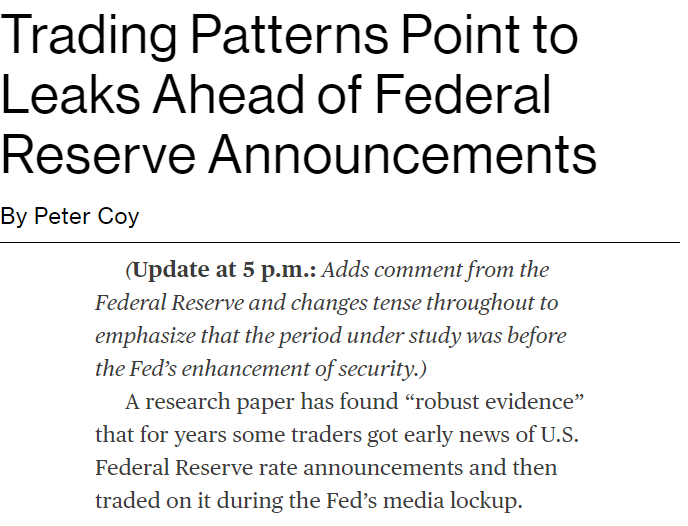 Trading Patterns Point to
Leaks Ahead of Federal
Reserve Announcements
By Peter Coy
(Update at 5 p.m.: Adds comment from the
Federal Reserve and changes tense throughout to
emphasize that the period under study was before
the Fed’s enhancement of security.)
A research paper has found “robust evidence”
that for years some traders got early news of U.S.
Federal Reserve rate announcements and then
traded on it during the Fed’s media lockup.